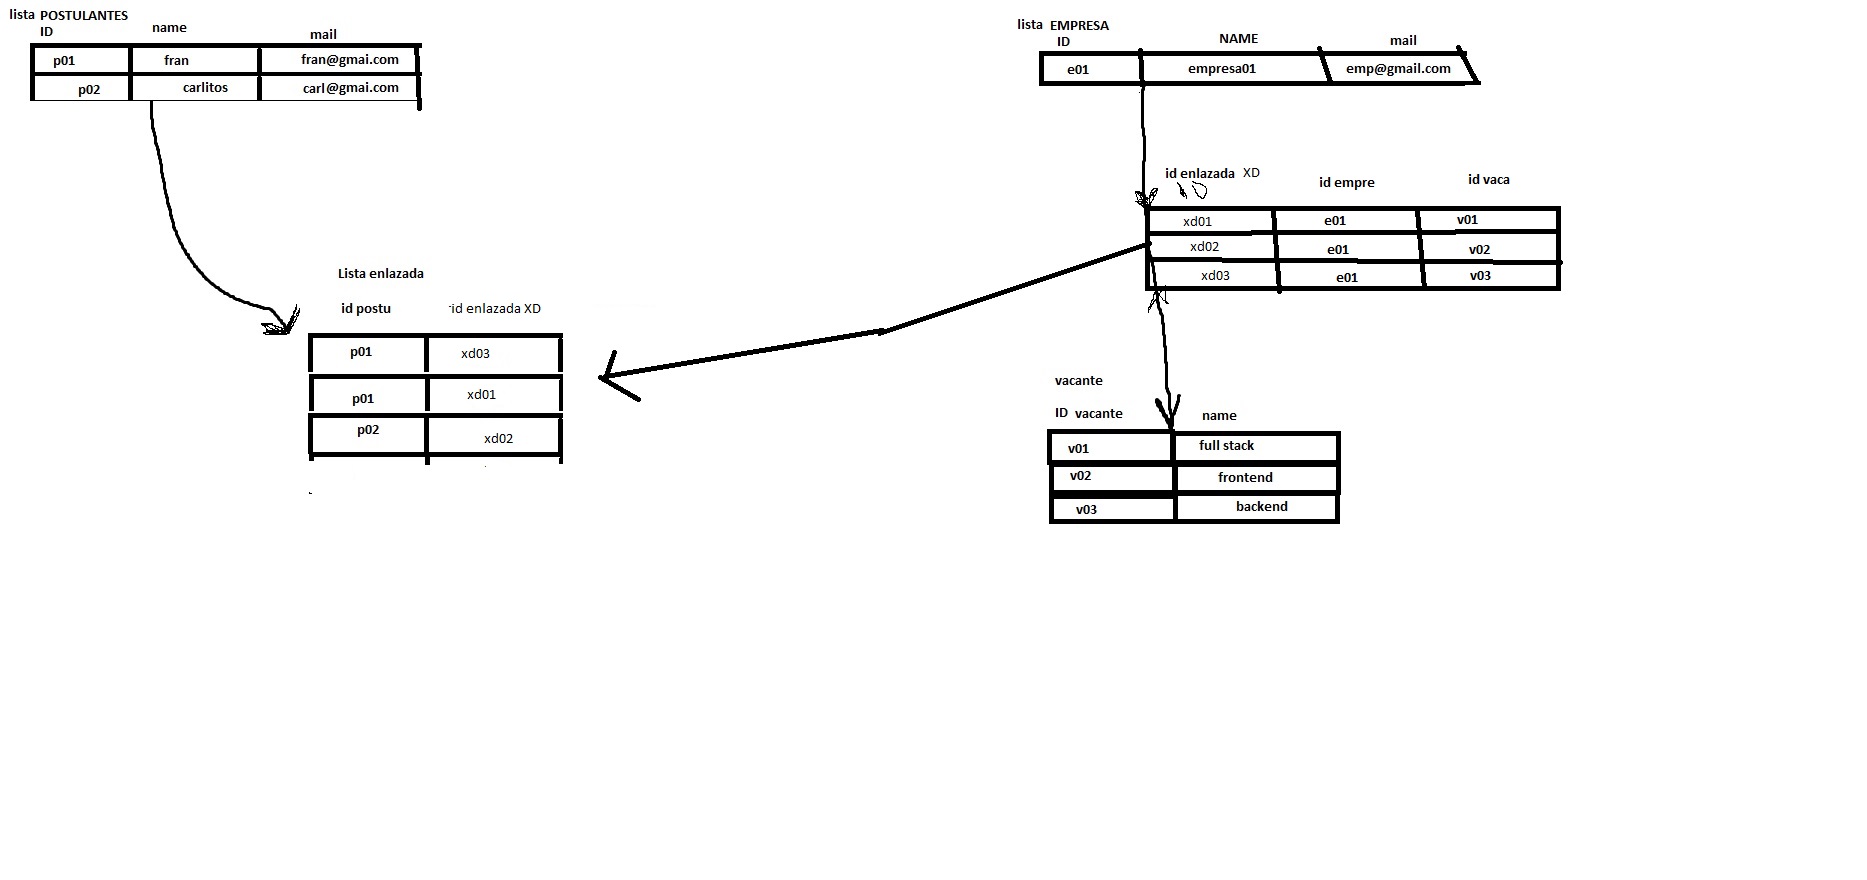 lista POSTULANTES
ID name mail
p01 fran fran@gmai.com
p02 carlitos carl@gmai.com
lista EMPRESA
ID NAME mail
e01 empresa01 emp@gmail.com
id enlazada XD id empre id vaca
xd01 e01 v01
xd02 e01 v02
xd03 e01 v03
Lista enlazada
id postu id enlazada XD
p01 xd03
p01 xd01
p02 xd02
vacante
ID vacante name
v01 full stack
v02 frontend
v03 backend